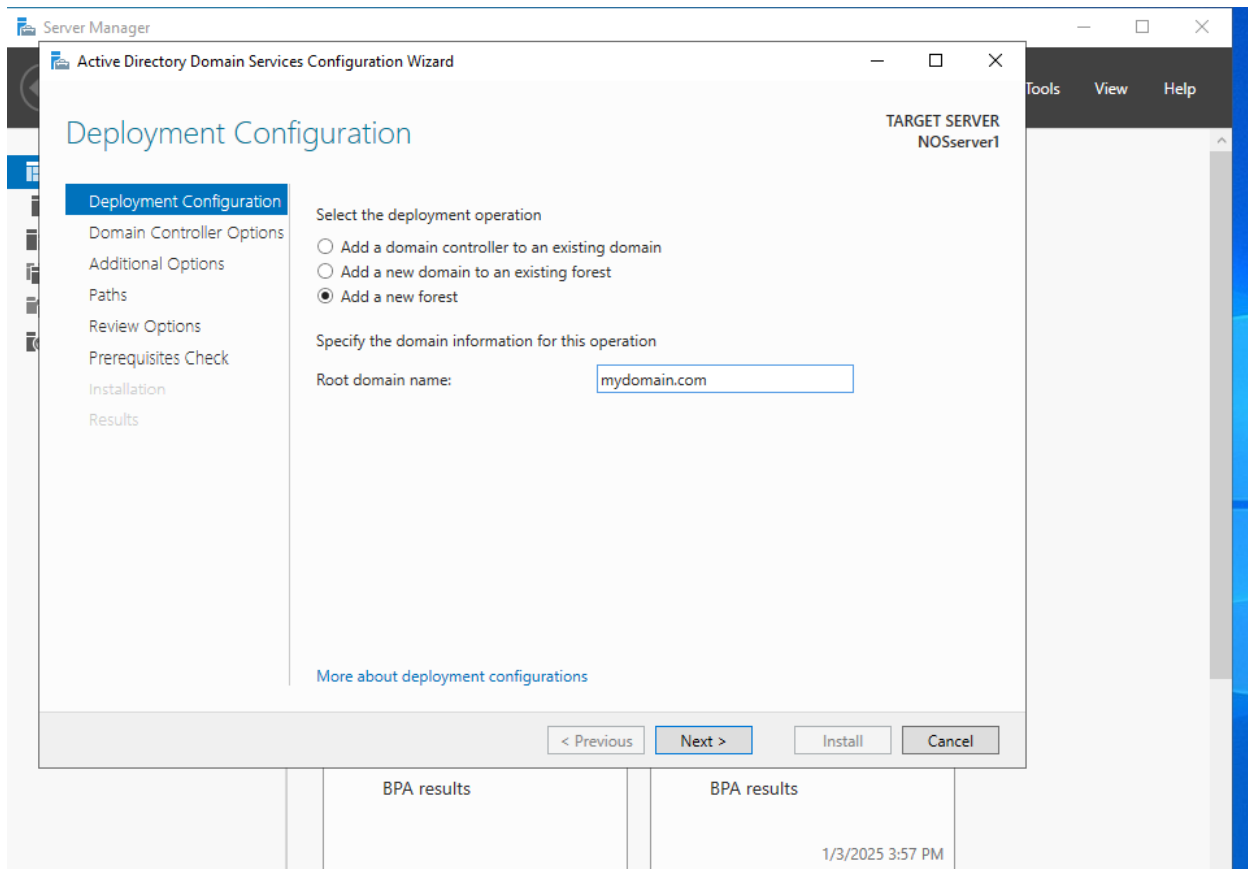 Server Manager
Active Directory Domain Services Configuration Wizard
Tools View Help
Deployment Configuration
TARGET SERVER
NOSserver1
Deployment Configuration
Domain Controller Options
Additional Options
Paths
Review Options
Prerequisites Check
Installation
Results
Select the deployment operation
Add a domain controller to an existing domain
Add a new domain to an existing forest
Add a new forest
Specify the domain information for this operation
Root domain name: mydomain.com
More about deployment configurations
< Previous Next > Install Cancel
BPA results BPA results
1/3/2025 3:57 PM